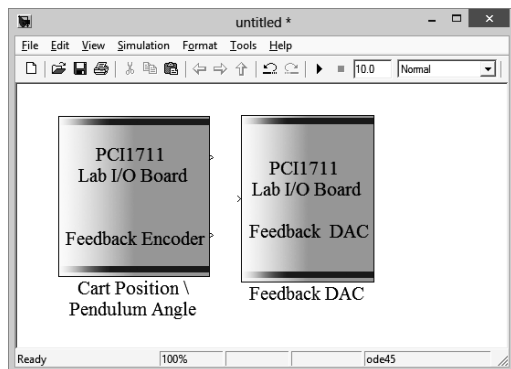 untitled *
File Edit View Simulation Format Tools Help
10.0 Normal
PCI1711
Lab I/O Board
Feedback Encoder
Cart Position \
Pendulum Angle
PCI1711
Lab I/O Board
Feedback DAC
Feedback DAC
Ready 100% ode45